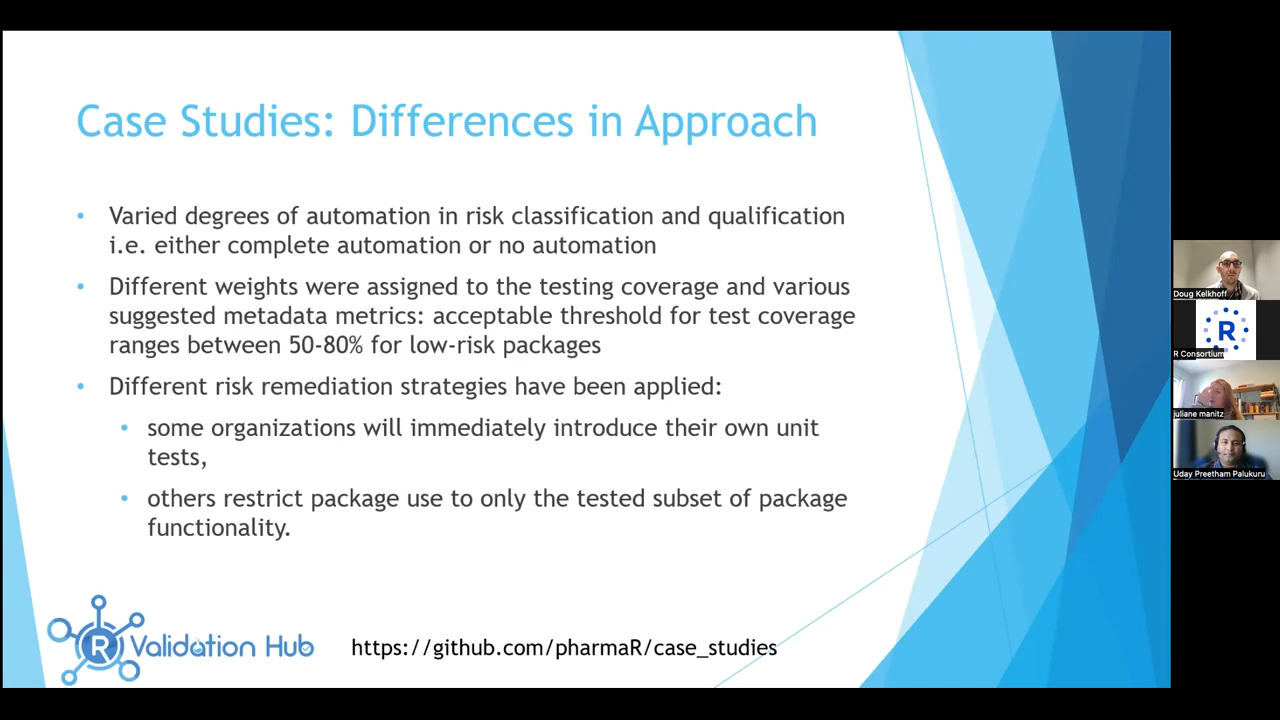 Case Studies: Differences in Approach
• Varied degrees of automation in risk classification and qualification
i.e. either complete automation or no automation
• Different weights were assigned to the testing coverage and various
suggested metadata metrics: acceptable threshold for test coverage
ranges between 50-80% for low-risk packages
• Different risk remediation strategies have been applied:
• some organizations will immediately introduce their own unit
tests,
• others restrict package use to only the tested subset of package
functionality.
R Validation Hub
https://github.com/pharmaR/case_studies
Doug Kelkhoff
R
R Consortium
juliane manitz
Uday Preetham Palukuru